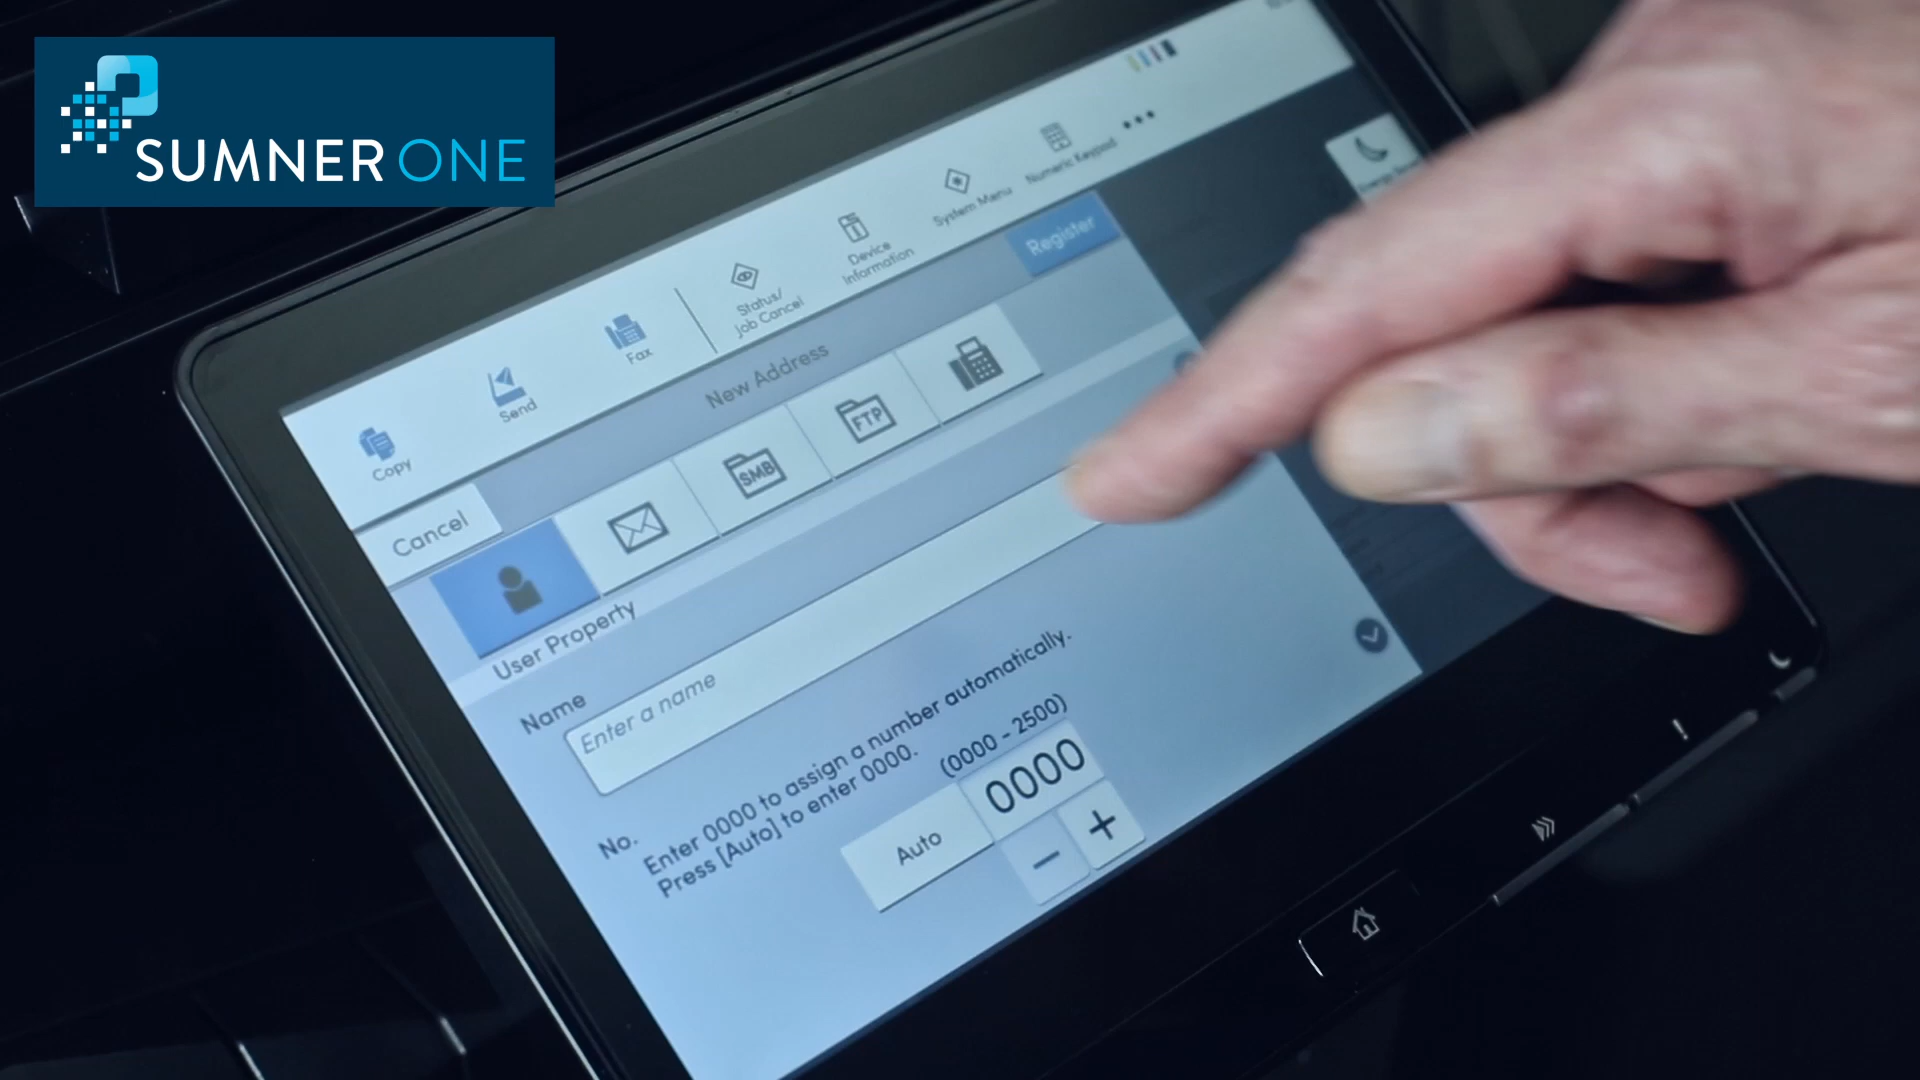 SUMNERONE
Copy
Send
Fax
Status/
Job Cancel
Device
Information
System Menu
Numeric Keypad
Cancel
New Address
Register
SMB
FTP
User Property
Name
Enter a name
No.
Enter 0000 to assign a number automatically.
Press [Auto] to enter 0000.
(0000 - 2500)
Auto
0000